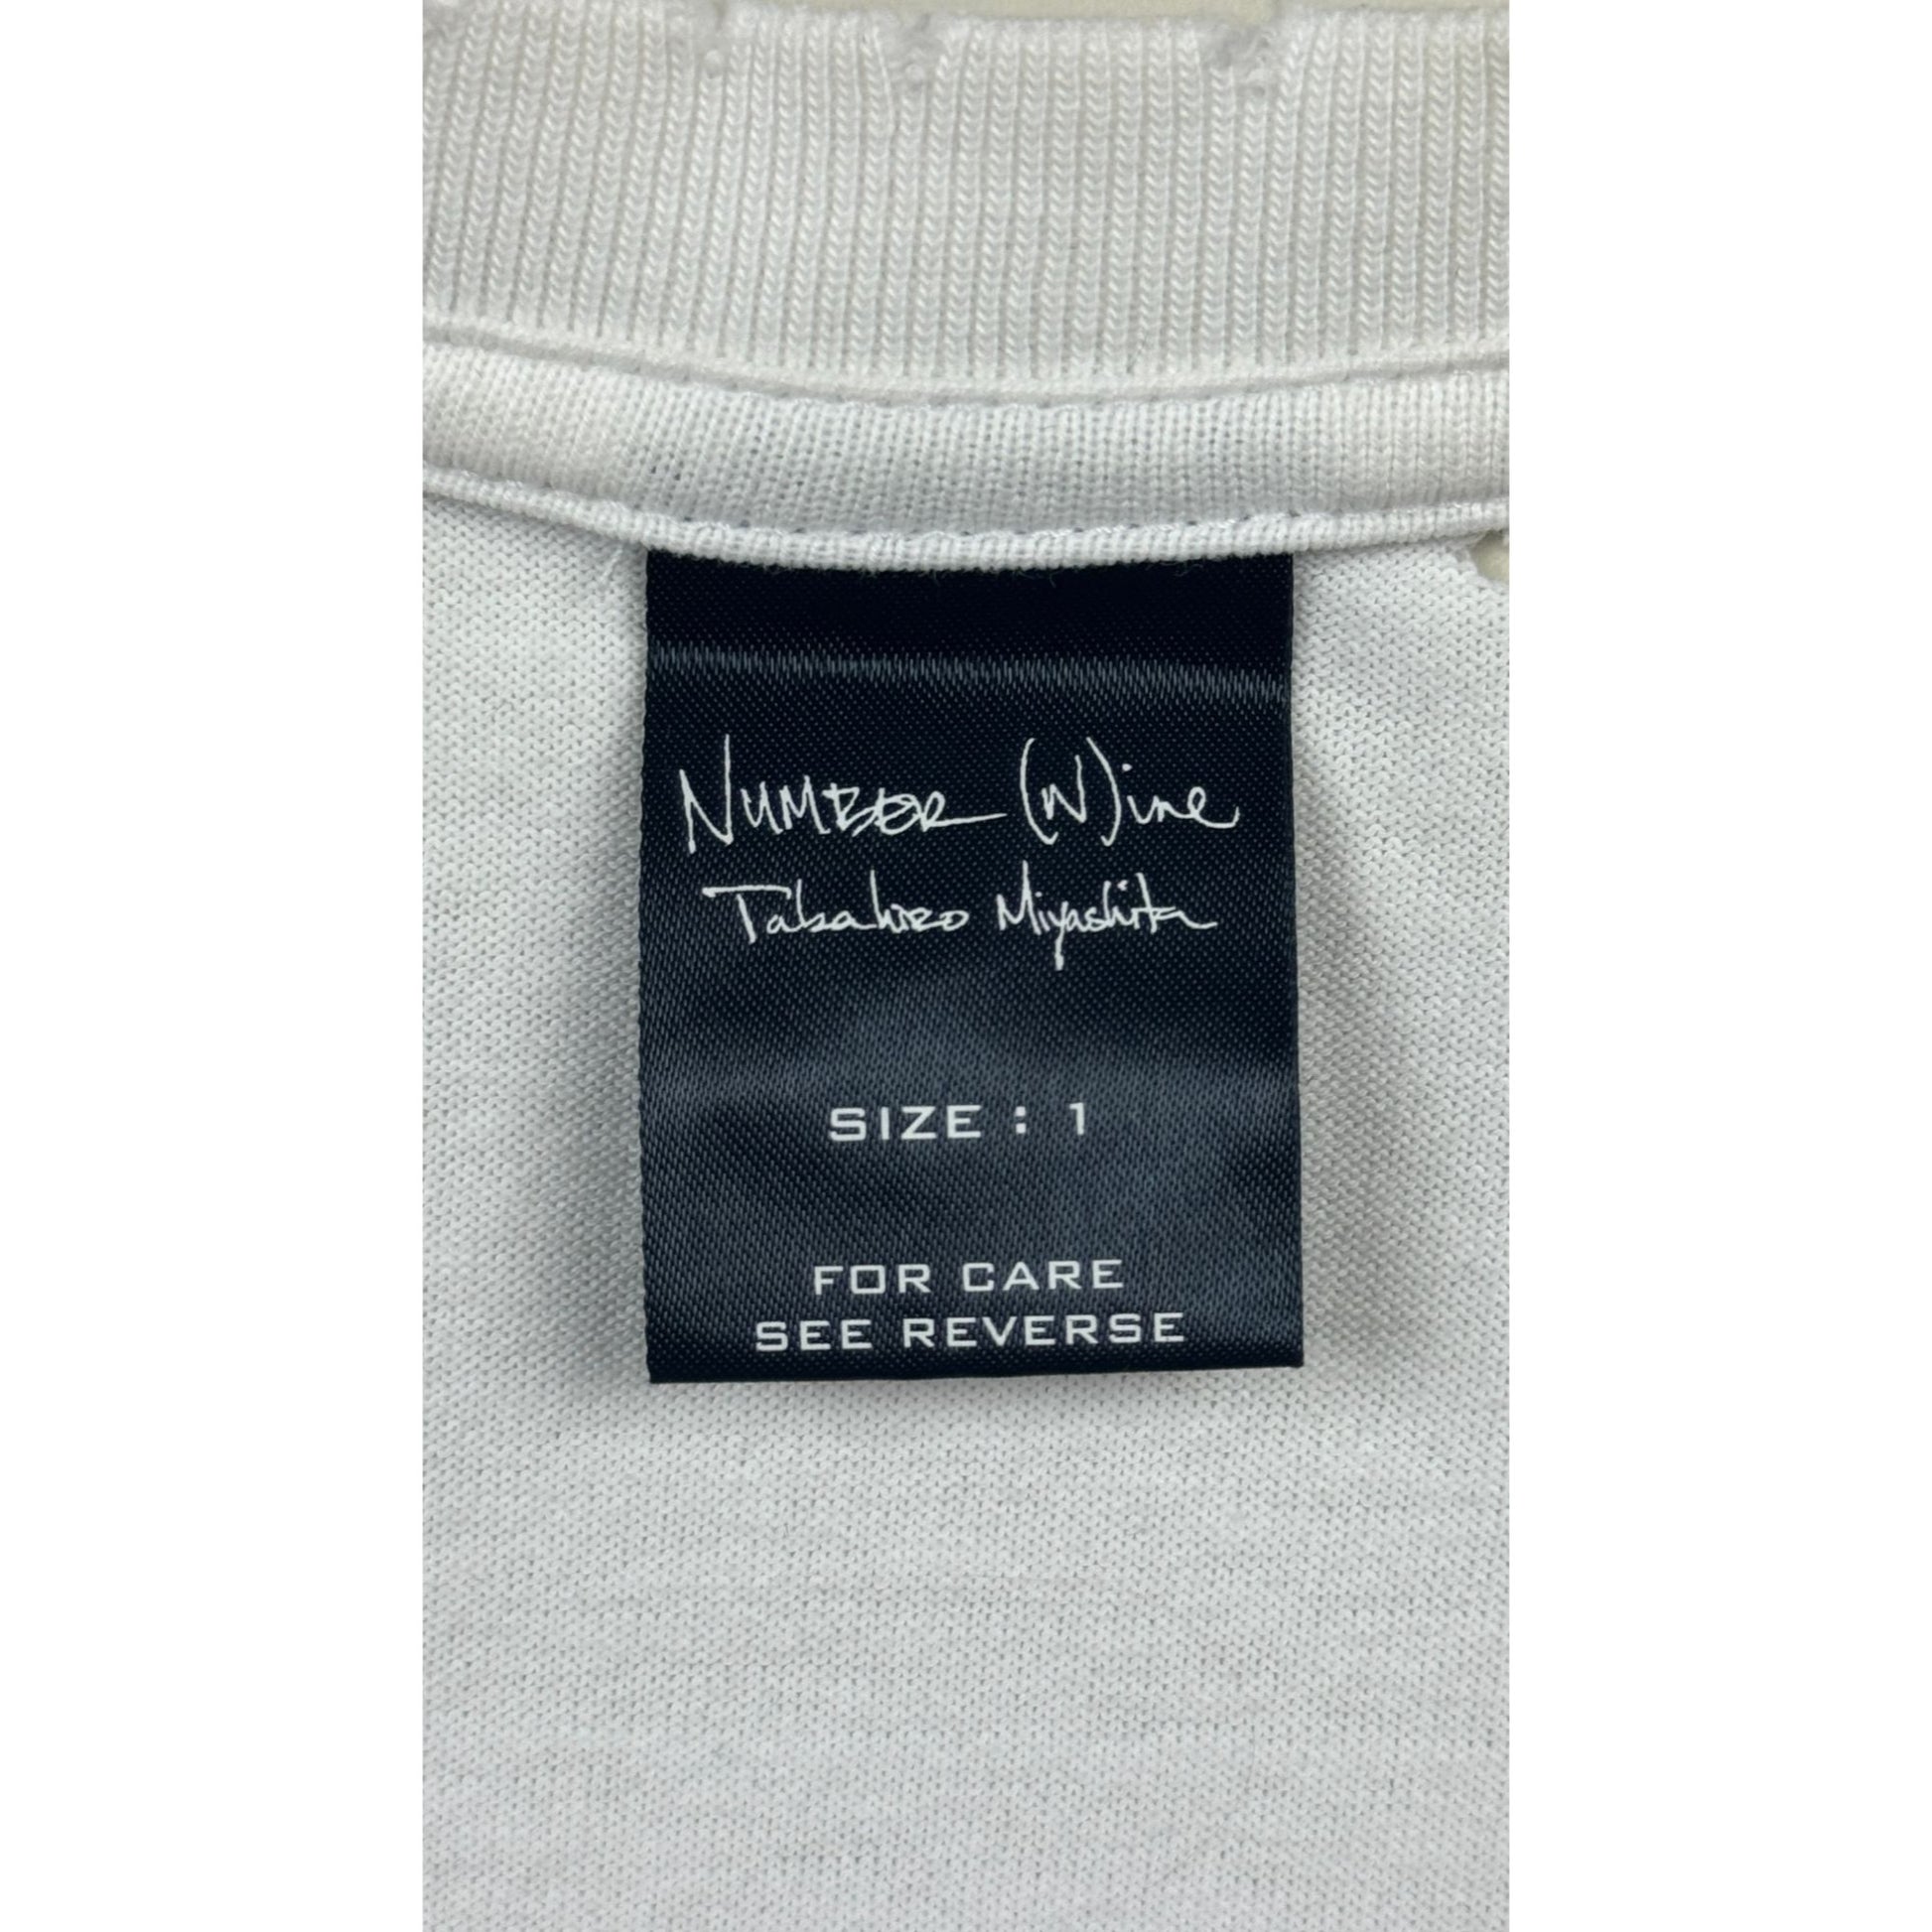 NUMBER (N)ine
Takahiro Miyashita
SIZE : 1
FOR CARE
SEE REVERSE